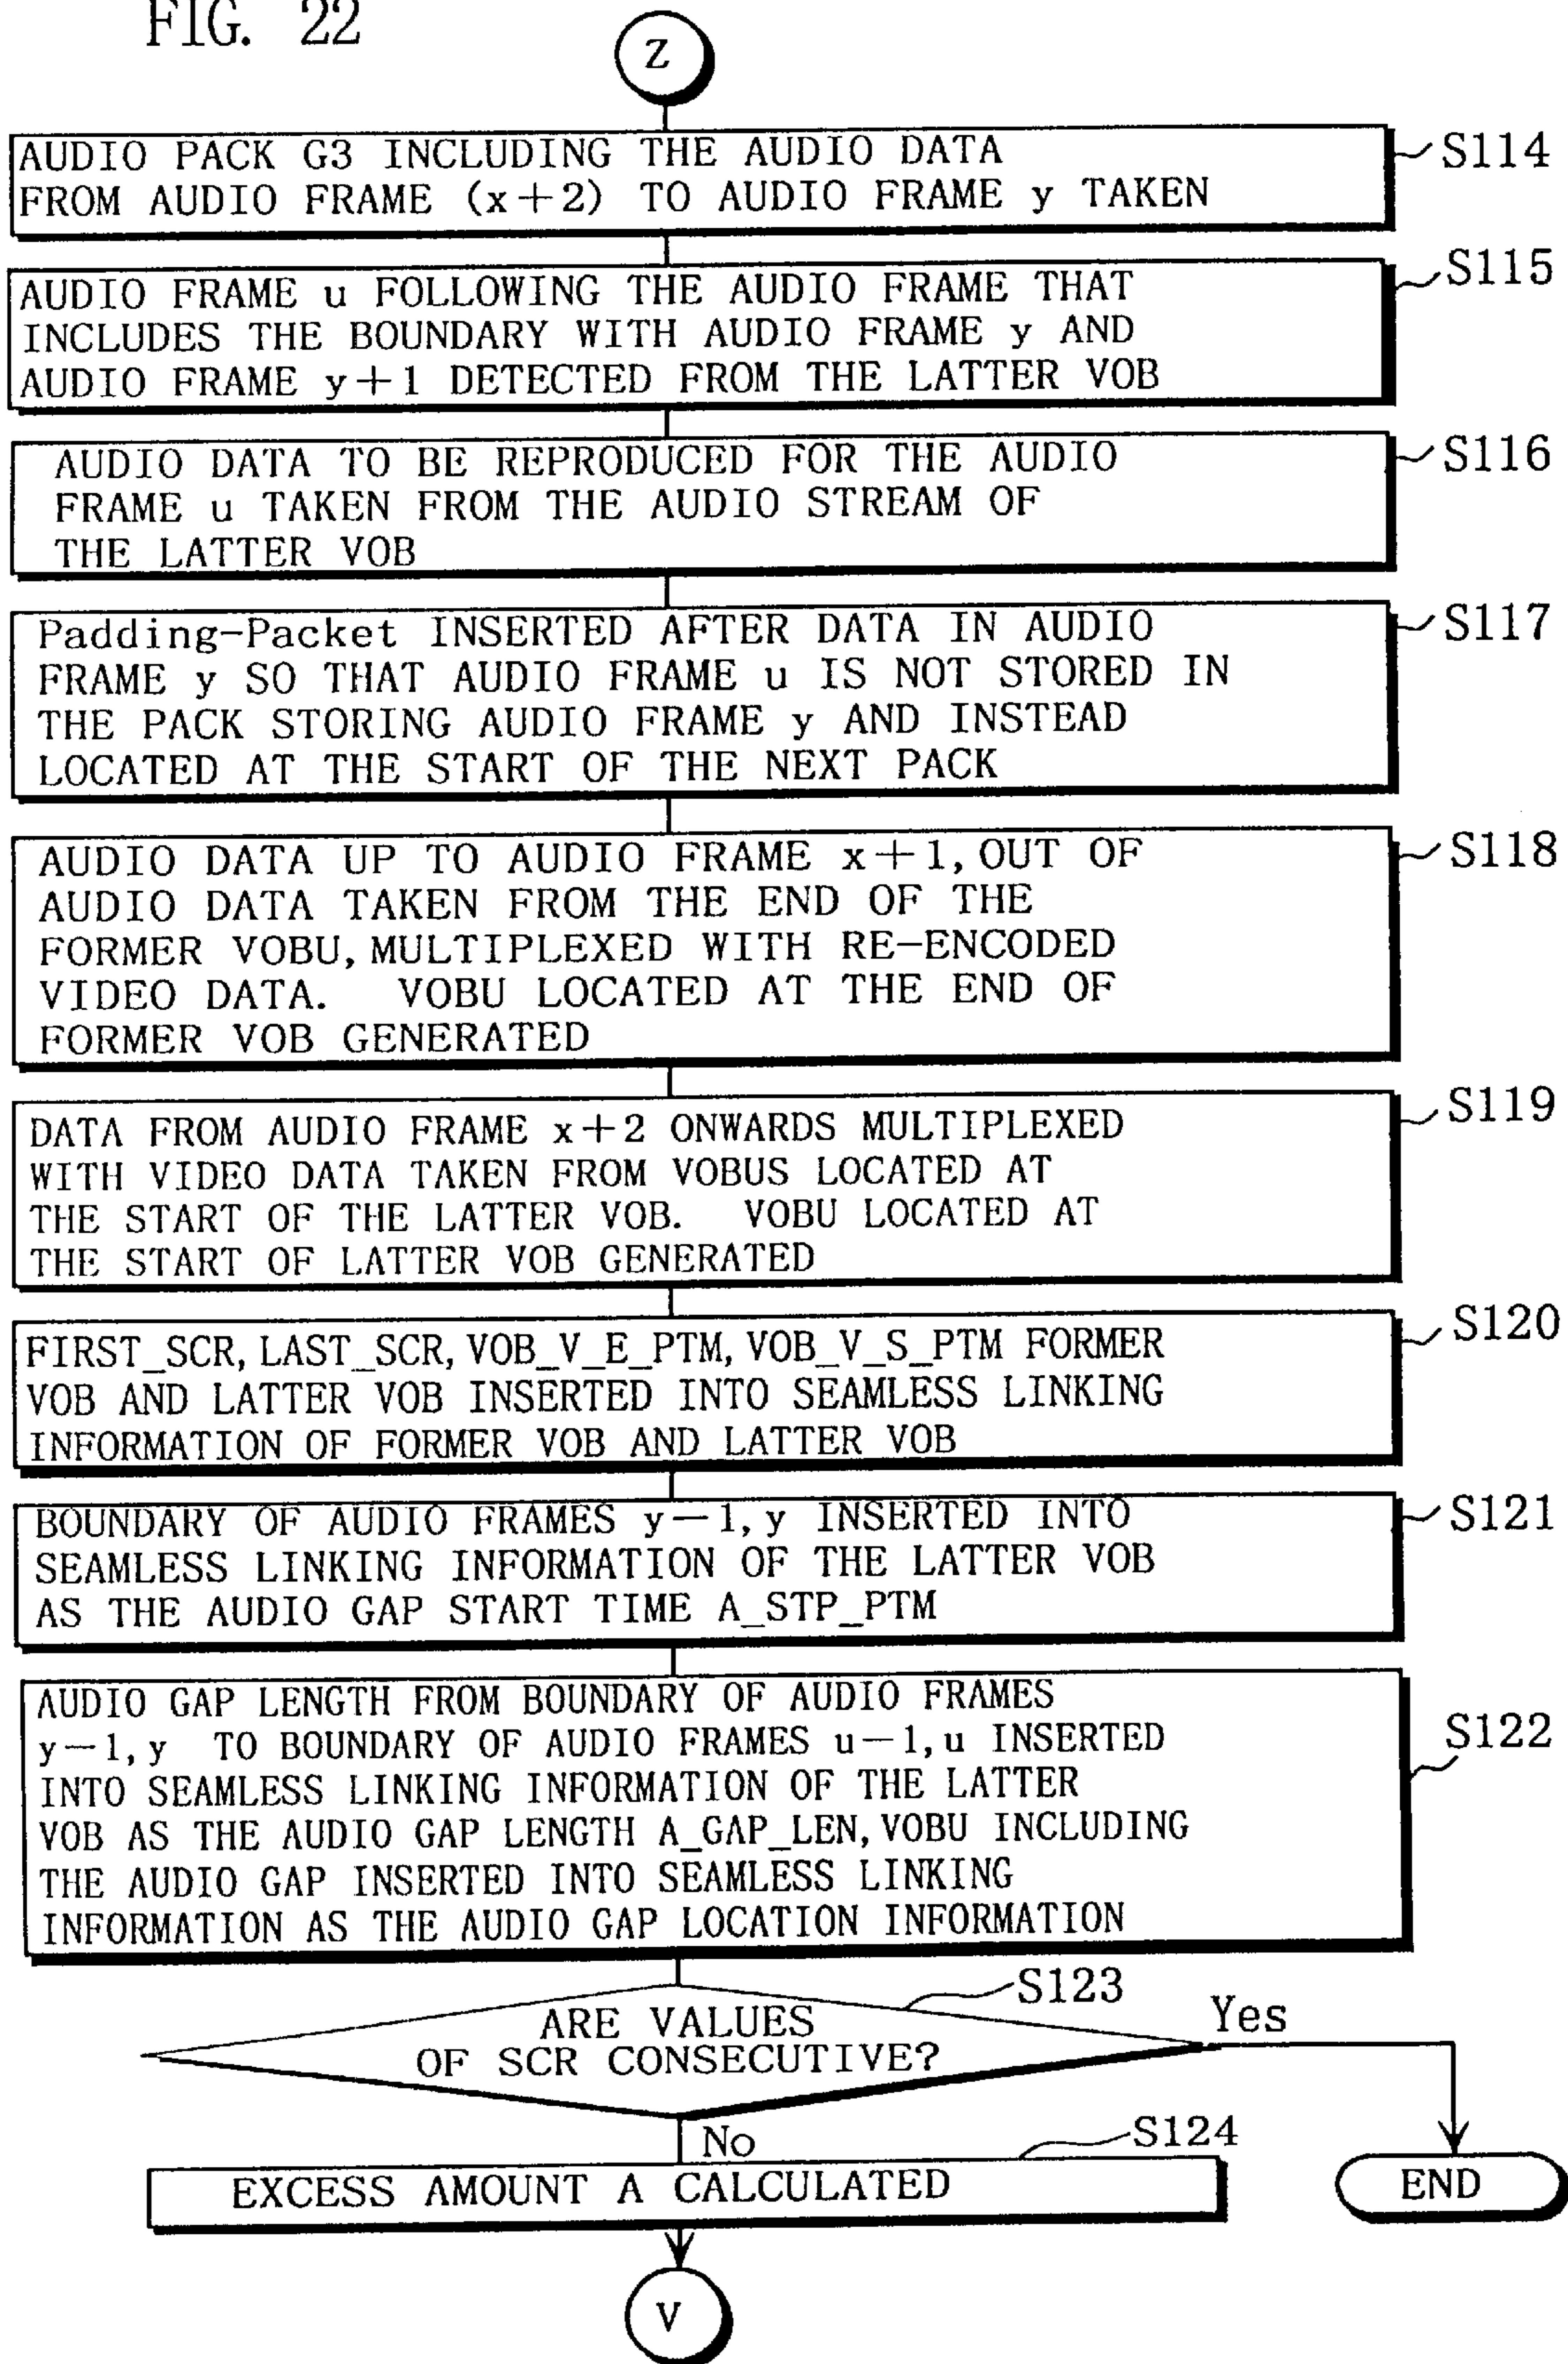 FIG. 22
Z
AUDIO PACK G3 INCLUDING THE AUDIO DATA
FROM AUDIO FRAME (x+2) TO AUDIO FRAME y TAKEN
S114
AUDIO FRAME u FOLLOWING THE AUDIO FRAME THAT
INCLUDES THE BOUNDARY WITH AUDIO FRAME y AND
AUDIO FRAME y+1 DETECTED FROM THE LATTER VOB
S115
AUDIO DATA TO BE REPRODUCED FOR THE AUDIO
FRAME u TAKEN FROM THE AUDIO STREAM OF
THE LATTER VOB
S116
Padding-Packet INSERTED AFTER DATA IN AUDIO
FRAME y SO THAT AUDIO FRAME u IS NOT STORED IN
THE PACK STORING AUDIO FRAME y AND INSTEAD
LOCATED AT THE START OF THE NEXT PACK
S117
AUDIO DATA UP TO AUDIO FRAME x+1, OUT OF
AUDIO DATA TAKEN FROM THE END OF THE
FORMER VOBU, MULTIPLEXED WITH RE-ENCODED
VIDEO DATA. VOBU LOCATED AT THE END OF
FORMER VOB GENERATED
S118
DATA FROM AUDIO FRAME x+2 ONWARDS MULTIPLEXED
WITH VIDEO DATA TAKEN FROM VOBUS LOCATED AT
THE START OF THE LATTER VOB. VOBU LOCATED AT
THE START OF LATTER VOB GENERATED
S119
FIRST_SCR, LAST_SCR, VOB_V_E_PTM, VOB_V_S_PTM FORMER
VOB AND LATTER VOB INSERTED INTO SEAMLESS LINKING
INFORMATION OF FORMER VOB AND LATTER VOB
S120
BOUNDARY OF AUDIO FRAMES y-1, y INSERTED INTO
SEAMLESS LINKING INFORMATION OF THE LATTER VOB
AS THE AUDIO GAP START TIME A_STP_PTM
S121
AUDIO GAP LENGTH FROM BOUNDARY OF AUDIO FRAMES
y-1, y TO BOUNDARY OF AUDIO FRAMES u-1, u INSERTED
INTO SEAMLESS LINKING INFORMATION OF THE LATTER
VOB AS THE AUDIO GAP LENGTH A_GAP_LEN, VOBU INCLUDING
THE AUDIO GAP INSERTED INTO SEAMLESS LINKING
INFORMATION AS THE AUDIO GAP LOCATION INFORMATION
S122
ARE VALUES
OF SCR CONSECUTIVE?
S123
Yes
No
EXCESS AMOUNT A CALCULATED
S124
END
V